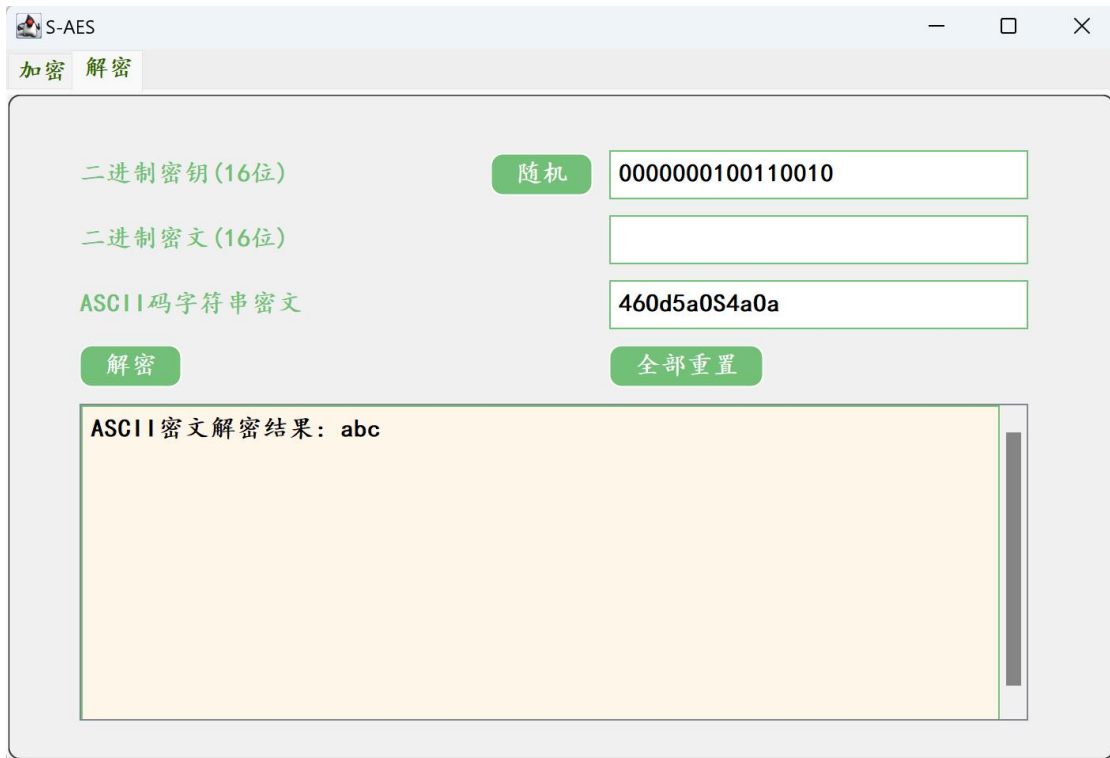 S-AES
加密 解密
二进制密钥(16位) 随机 0000000100110010
二进制密文(16位)
ASCII码字符串密文 460d5a0S4a0a
解密 全部重置
ASCII密文解密结果: abc